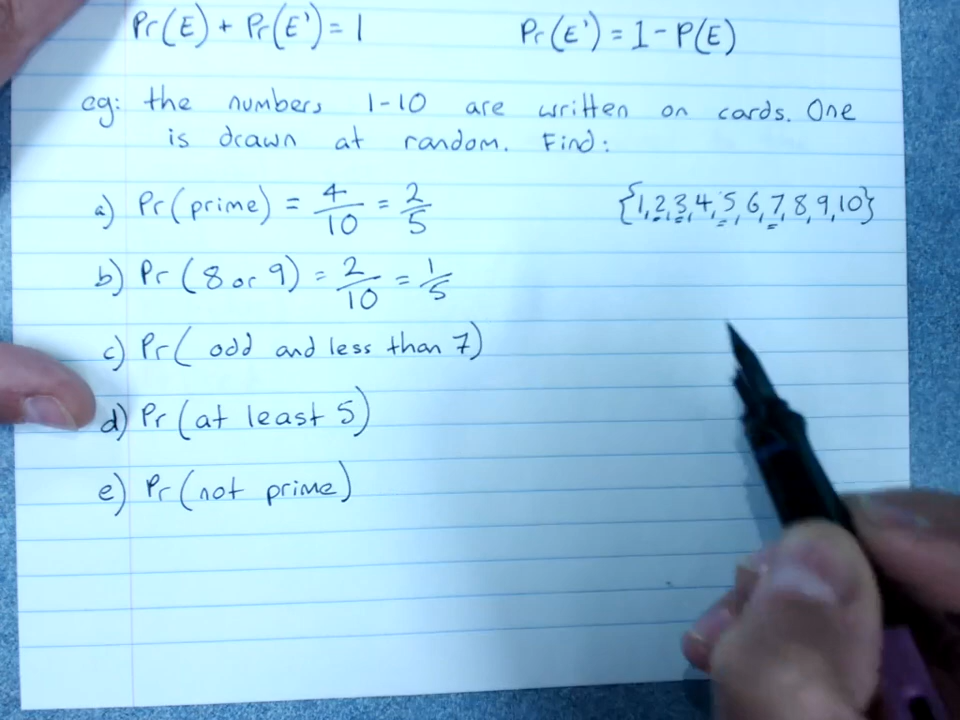 Pr(E) + Pr(E') = 1 Pr(E') = 1 - P(E)
eg: the numbers 1-10 are written on cards. One
is drawn at random. Find:
a) Pr(prime) = 4/10 = 2/5 {1,2,3,4,5,6,7,8,9,10}
b) Pr(8 or 9) = 2/10 = 1/5
c) Pr(odd and less than 7)
d) Pr(at least 5)
e) Pr(not prime)